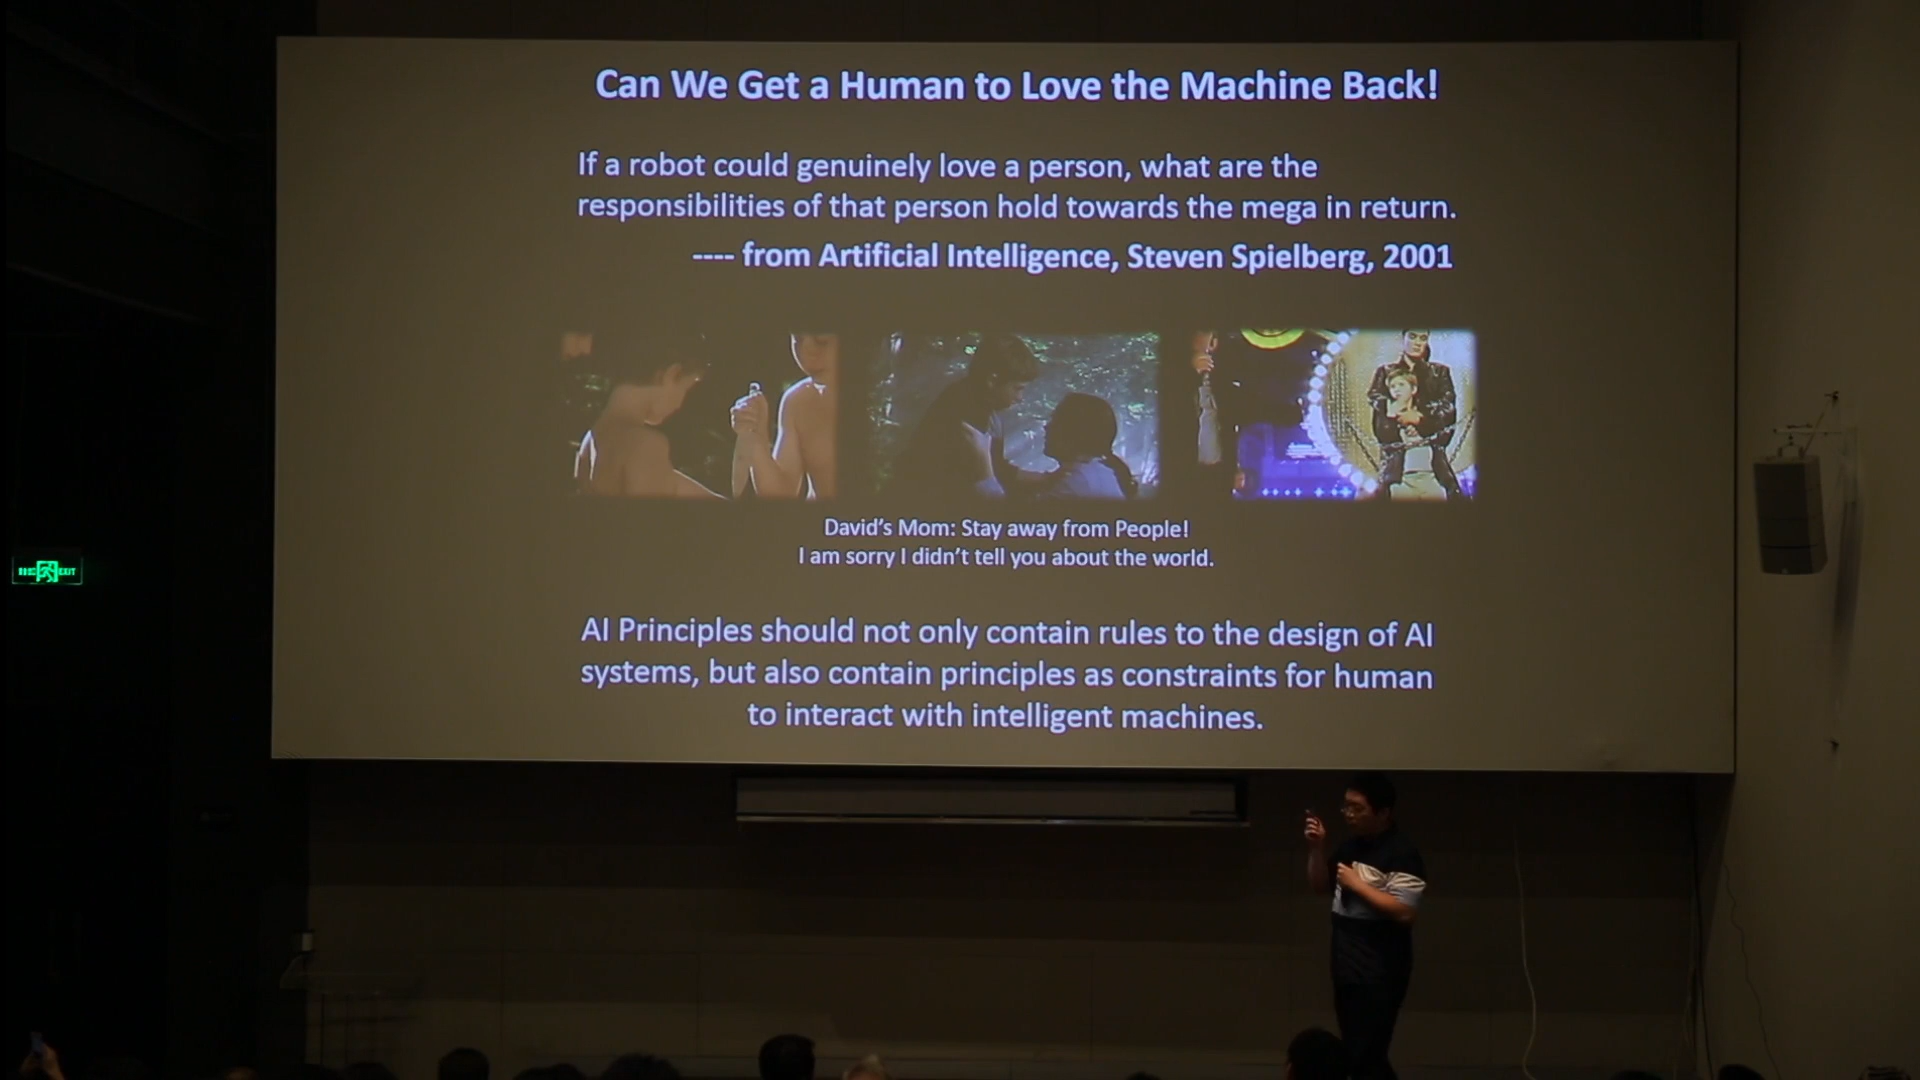 Can We Get a Human to Love the Machine Back!
If a robot could genuinely love a person, what are the
responsibilities of that person hold towards the mega in return.
---- from Artificial Intelligence, Steven Spielberg, 2001
David's Mom: Stay away from People!
I am sorry I didn't tell you about the world.
AI Principles should not only contain rules to the design of AI
systems, but also contain principles as constraints for human
to interact with intelligent machines.
EXIT